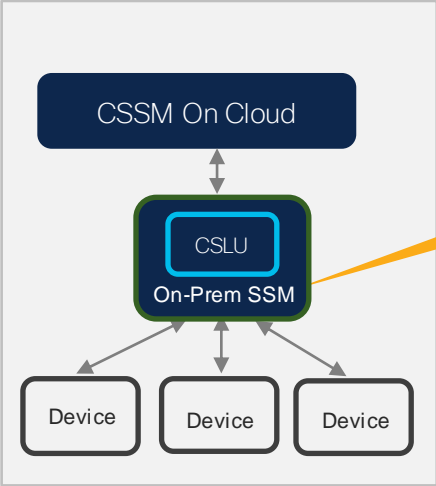 CSSM On Cloud
CSLU
On-Prem SSM
Device
Device
Device